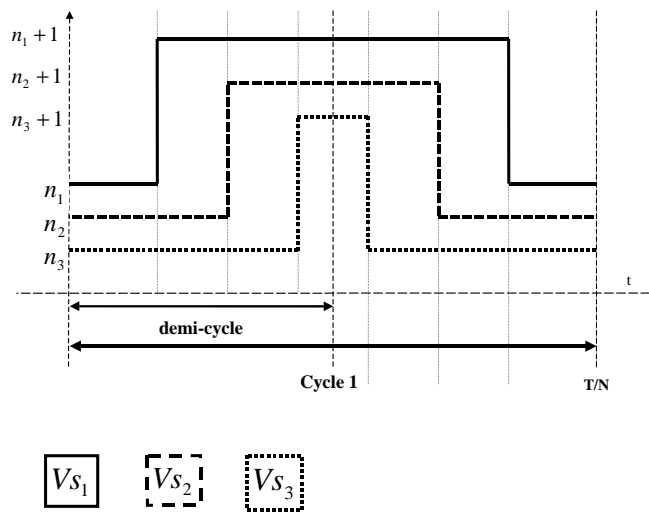 n₁ + 1
n₂ + 1
n₃ + 1
n₁
n₂
n₃
t
demi-cycle
Cycle 1
T/N
Vs₁ Vs₂ Vs₃